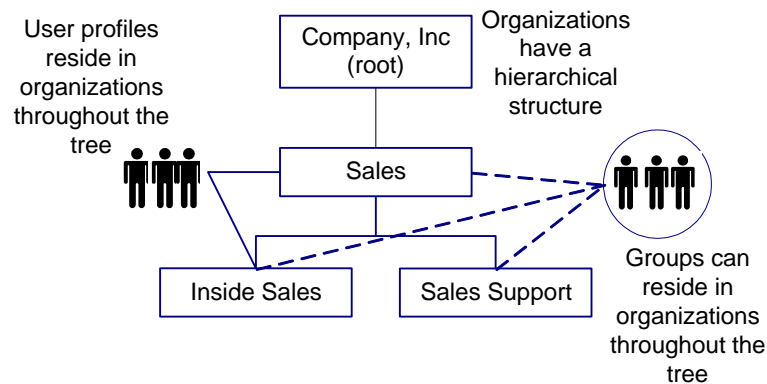 User profiles
reside in
organizations
throughout the
tree
Company, Inc
(root)
Organizations
have a
hierarchical
structure
Sales
Inside Sales
Sales Support
Groups can
reside in
organizations
throughout the
tree